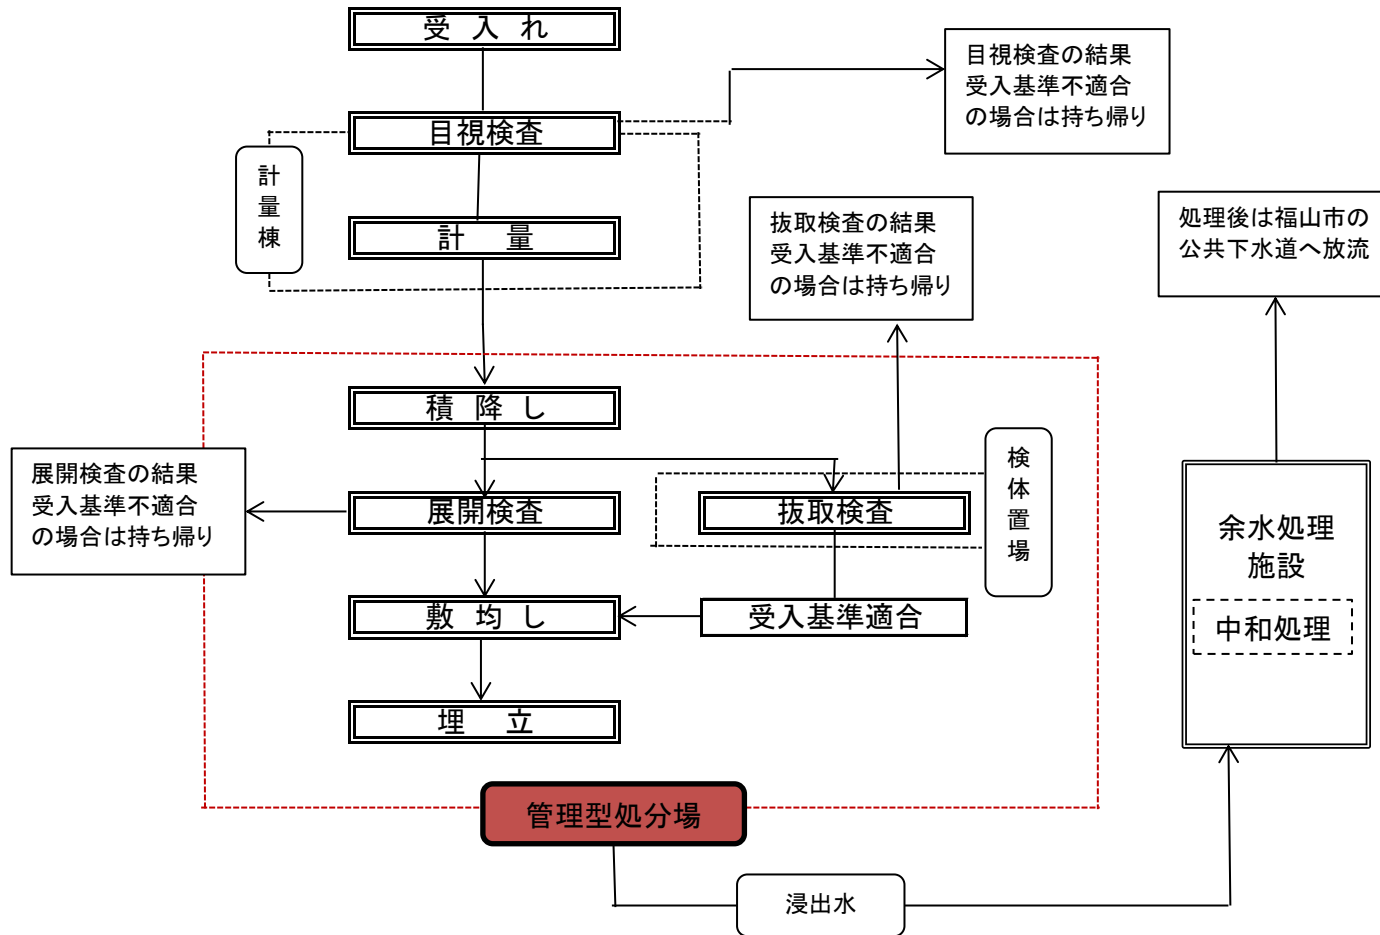 受 入 れ
目視検査の結果
受入基準不適合
の場合は持ち帰り
目視検査
計
量
棟
計 量
抜取検査の結果
受入基準不適合
の場合は持ち帰り
処理後は福山市の
公共下水道へ放流
積 降 し
展開検査の結果
受入基準不適合
の場合は持ち帰り
展開検査
抜取検査
検
体
置
場
余水処理
施設
中和処理
敷 均 し
受入基準適合
埋 立
管理型処分場
浸出水